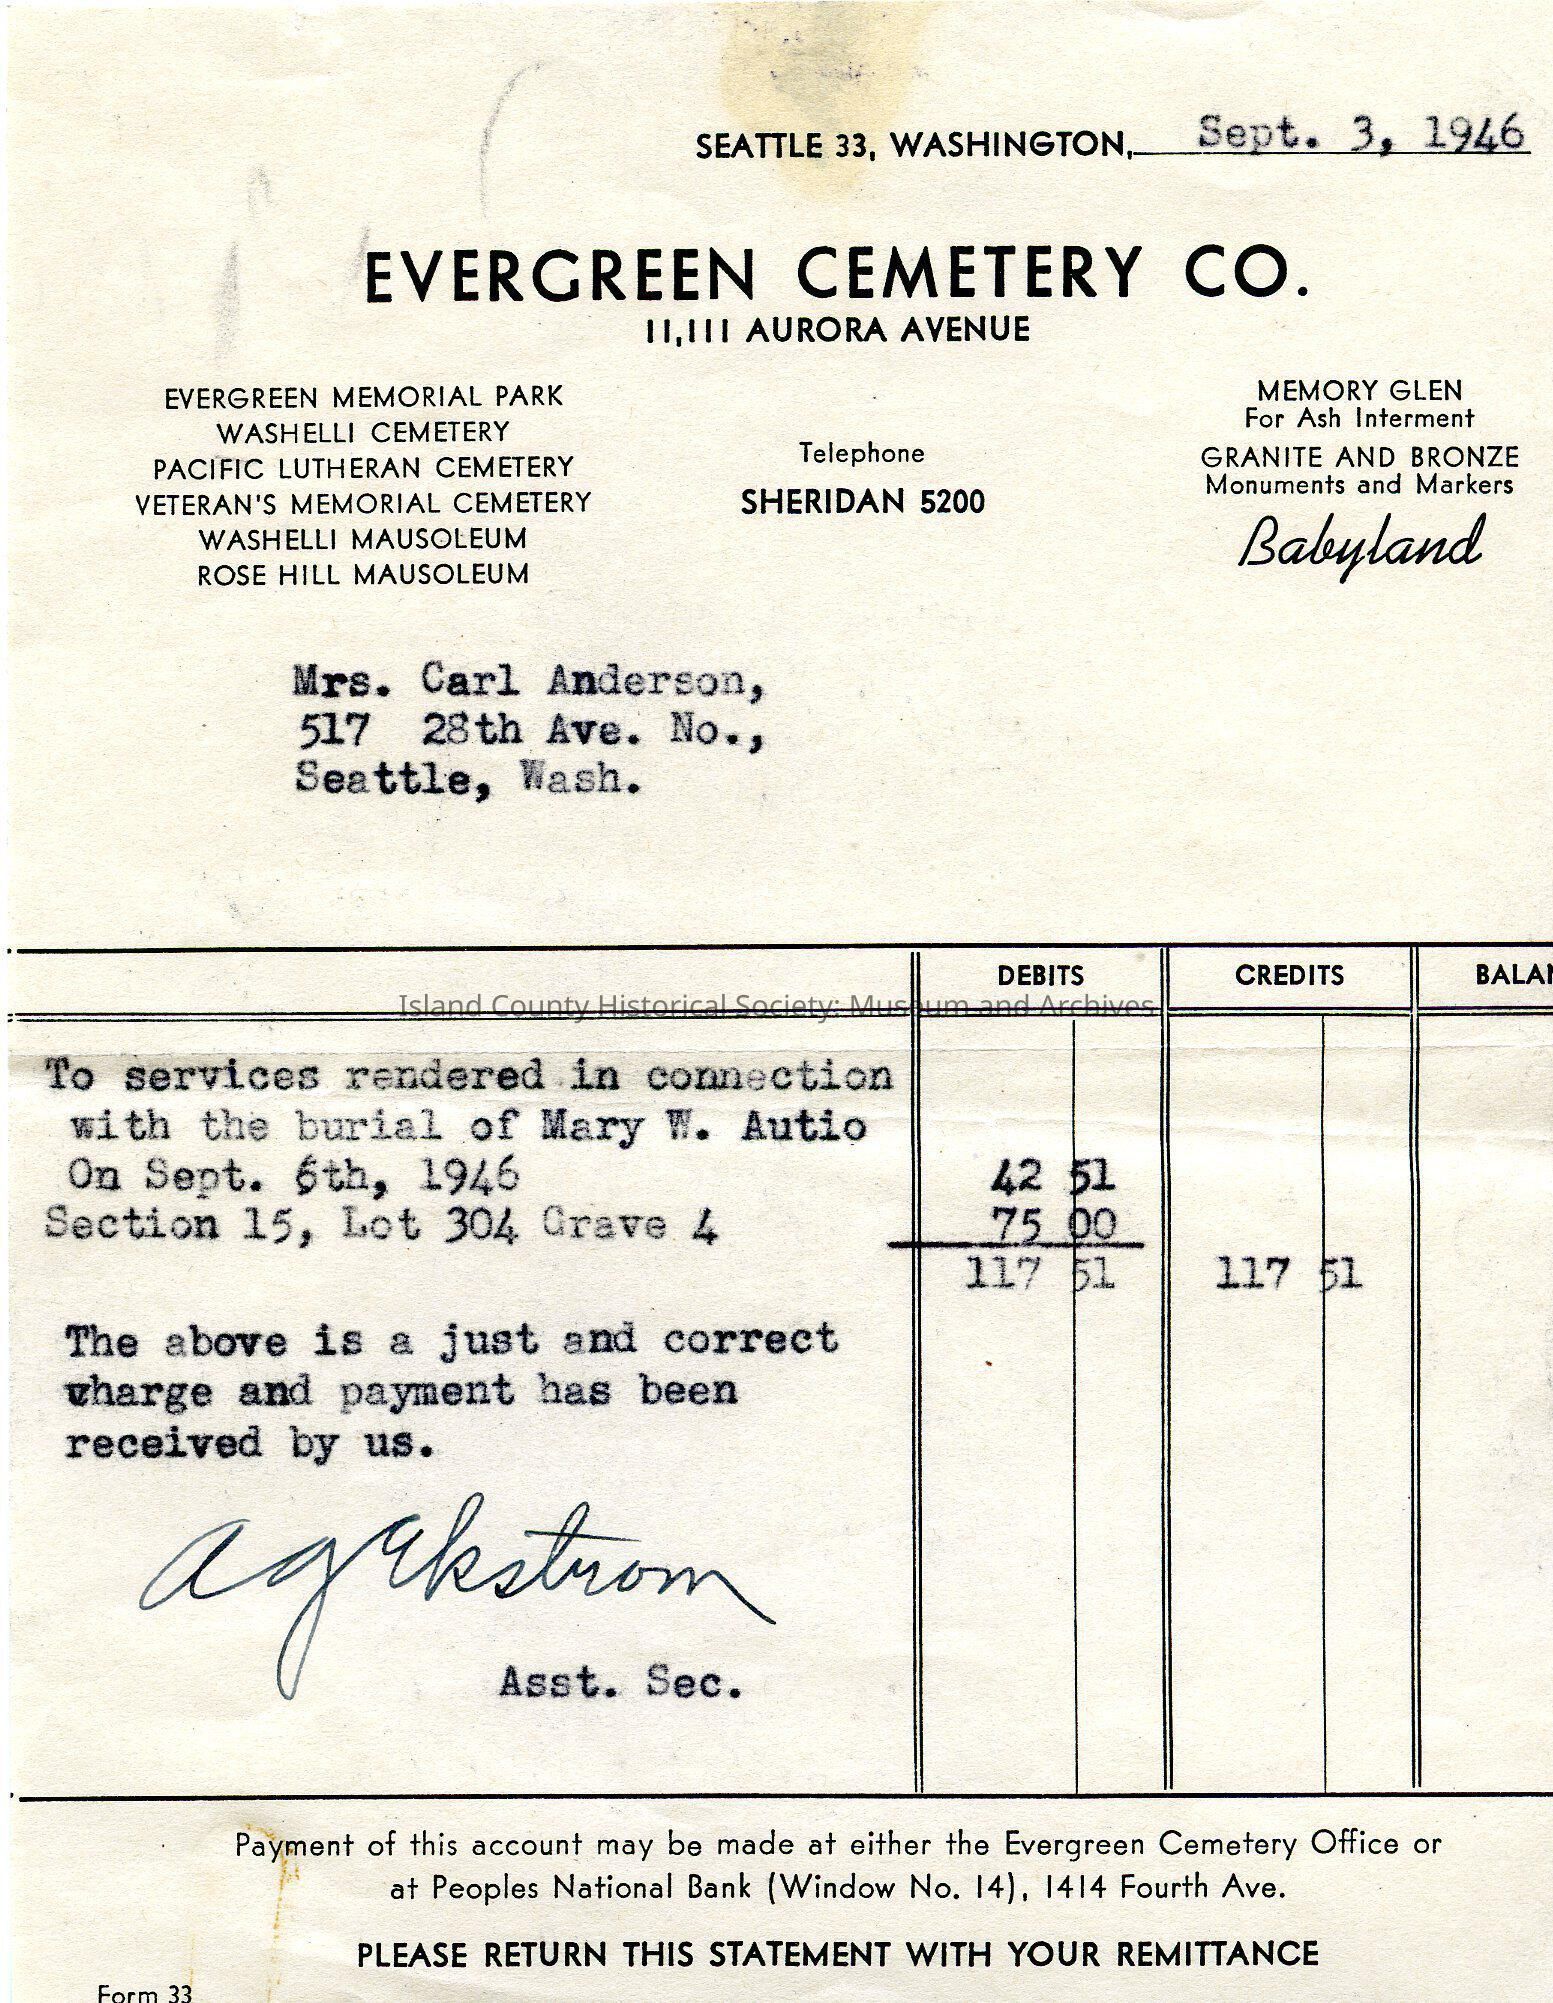 SEATTLE 33, WASHINGTON, Sept. 3, 1946
EVERGREEN CEMETERY CO.
11,111 AURORA AVENUE
EVERGREEN MEMORIAL PARK
WASHELLI CEMETERY
PACIFIC LUTHERAN CEMETERY
VETERAN'S MEMORIAL CEMETERY
WASHELLI MAUSOLEUM
ROSE HILL MAUSOLEUM
Telephone
SHERIDAN 5200
MEMORY GLEN
For Ash Interment
GRANITE AND BRONZE
Monuments and Markers
Babyland
Mrs. Carl Anderson,
517 28th Ave. No.,
Seattle, Wash.
DEBITS CREDITS BALAN
Island County Historical Society: Museum and Archives
To services rendered in connection
with the burial of Mary W. Autio
On Sept. 6th, 1946 42 51
Section 15, Lot 304 Grave 4 75 00
117 51 117 51
The above is a just and correct
charge and payment has been
received by us.
A G Ekstrom
Asst. Sec.
Payment of this account may be made at either the Evergreen Cemetery Office or
at Peoples National Bank (Window No. 14), 1414 Fourth Ave.
PLEASE RETURN THIS STATEMENT WITH YOUR REMITTANCE
Form 33